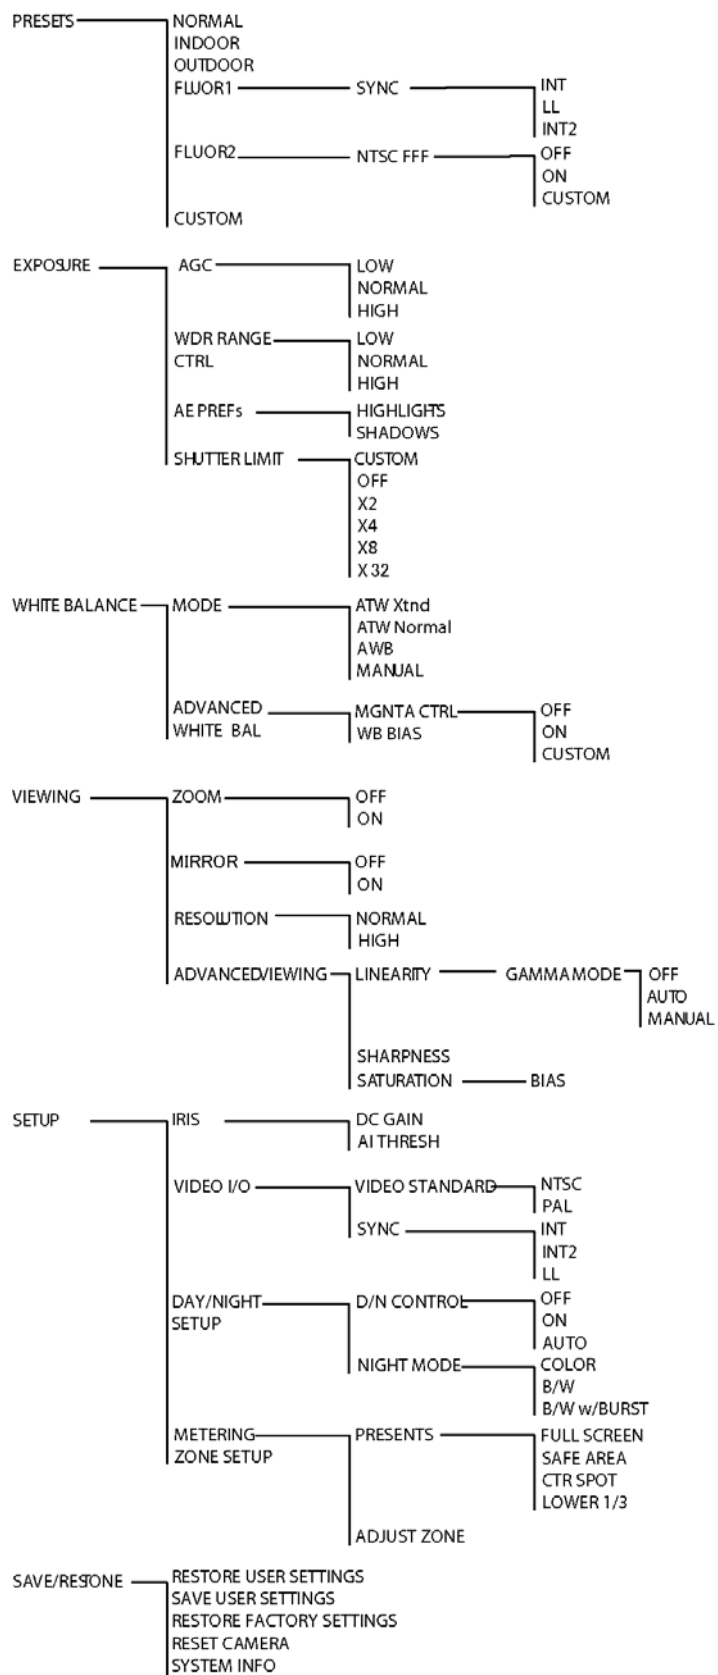 PRESETS NORMAL
INDOOR
OUTDOOR
FLUOR1 SYNC INT
LL
INT2
FLUOR2 NTSC FFF OFF
ON
CUSTOM
CUSTOM
EXPOSURE AGC LOW
NORMAL
HIGH
WDR RANGE LOW
CTRL NORMAL
HIGH
AE PREFs HIGHLIGHTS
SHADOWS
SHUTTER LIMIT CUSTOM
OFF
X2
X4
X8
X 32
WHITE BALANCE MODE ATW Xtnd
ATW Normal
AWB
MANUAL
ADVANCED MGNTA CTRL OFF
WHITE BAL WB BIAS ON
CUSTOM
VIEWING ZOOM OFF
ON
MIRROR OFF
ON
RESOLUTION NORMAL
HIGH
ADVANCEDVIEWING LINEARITY GAMMA MODE OFF
AUTO
MANUAL
SHARPNESS
SATURATION BIAS
SETUP IRIS DC GAIN
AI THRESH
VIDEO I/O VIDEO STANDARD NTSC
PAL
SYNC INT
INT2
LL
DAY/NIGHT D/N CONTROL OFF
SETUP ON
AUTO
NIGHT MODE COLOR
B/W
B/W w/BURST
METERING PRESENTS FULL SCREEN
ZONE SETUP SAFE AREA
CTR SPOT
LOWER 1/3
ADJUST ZONE
SAVE/RESTONE RESTORE USER SETTINGS
SAVE USER SETTINGS
RESTORE FACTORY SETTINGS
RESET CAMERA
SYSTEM INFO